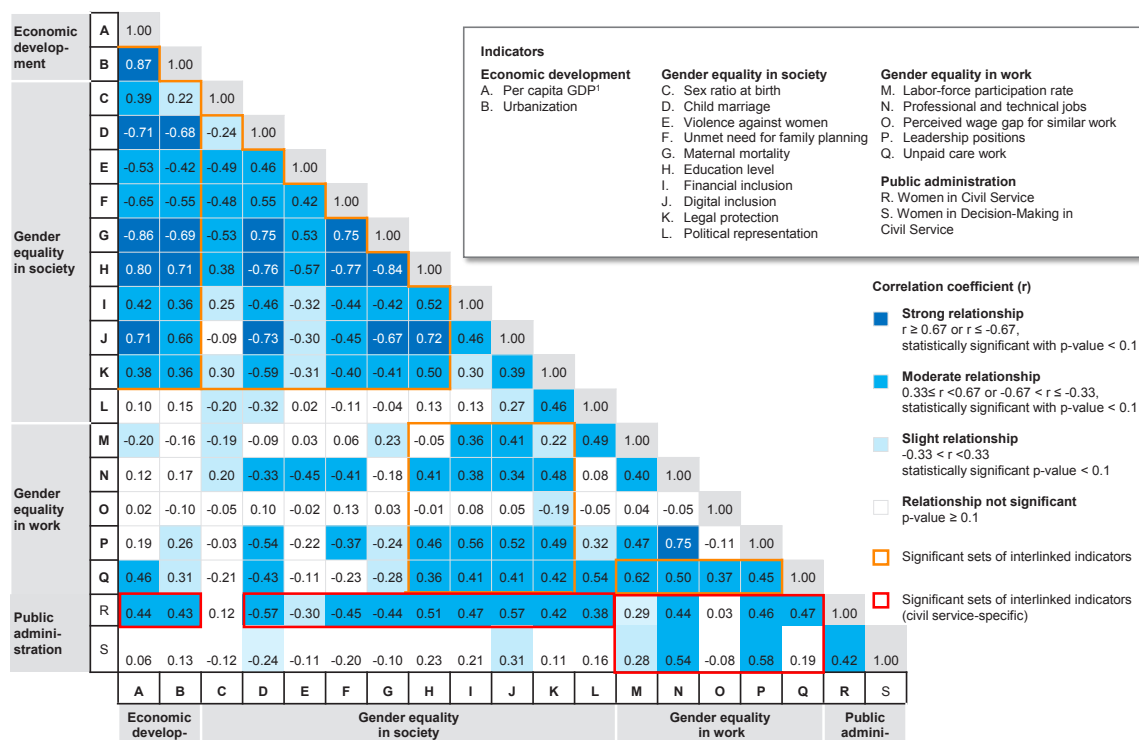 Economic
develop-
ment
A 1.00
B 0.87 1.00
Gender
equality
in society
C 0.39 0.22 1.00
D -0.71 -0.68 -0.24 1.00
E -0.53 -0.42 -0.49 0.46 1.00
F -0.65 -0.55 -0.48 0.55 0.42 1.00
G -0.86 -0.69 -0.53 0.75 0.53 0.75 1.00
H 0.80 0.71 0.38 -0.76 -0.57 -0.77 -0.84 1.00
I 0.42 0.36 0.25 -0.46 -0.32 -0.44 -0.42 0.52 1.00
J 0.71 0.66 -0.09 -0.73 -0.30 -0.45 -0.67 0.72 0.46 1.00
K 0.38 0.36 0.30 -0.59 -0.31 -0.40 -0.41 0.50 0.30 0.39 1.00
L 0.10 0.15 -0.20 -0.32 0.02 -0.11 -0.04 0.13 0.13 0.27 0.46 1.00
Gender
equality
in work
M -0.20 -0.16 -0.19 -0.09 0.03 0.06 0.23 -0.05 0.36 0.41 0.22 0.49 1.00
N 0.12 0.17 0.20 -0.33 -0.45 -0.41 -0.18 0.41 0.38 0.34 0.48 0.08 0.40 1.00
O 0.02 -0.10 -0.05 0.10 -0.02 0.13 0.03 -0.01 0.08 0.05 -0.19 -0.05 0.04 -0.05 1.00
P 0.19 0.26 -0.03 -0.54 -0.22 -0.37 -0.24 0.46 0.56 0.52 0.49 0.32 0.47 0.75 -0.11 1.00
Q 0.46 0.31 -0.21 -0.43 -0.11 -0.23 -0.28 0.36 0.41 0.41 0.42 0.54 0.62 0.50 0.37 0.45 1.00
Public
admini-
stration
R 0.44 0.43 0.12 -0.57 -0.30 -0.45 -0.44 0.51 0.47 0.57 0.42 0.38 0.29 0.44 0.03 0.46 0.47 1.00
S 0.06 0.13 -0.12 -0.24 -0.11 -0.20 -0.10 0.23 0.21 0.31 0.11 0.16 0.28 0.54 -0.08 0.58 0.19 0.42 1.00
A B C D E F G H I J K L M N O P Q R S
Economic
develop-
Gender equality
in society
Gender equality
in work
Public
admini-
Indicators
Economic development
A. Per capita GDP¹
B. Urbanization
Gender equality in society
C. Sex ratio at birth
D. Child marriage
E. Violence against women
F. Unmet need for family planning
G. Maternal mortality
H. Education level
I. Financial inclusion
J. Digital inclusion
K. Legal protection
L. Political representation
Gender equality in work
M. Labor-force participation rate
N. Professional and technical jobs
O. Perceived wage gap for similar work
P. Leadership positions
Q. Unpaid care work
Public administration
R. Women in Civil Service
S. Women in Decision-Making in
Civil Service
Correlation coefficient (r)
Strong relationship
r ≥ 0.67 or r ≤ -0.67,
statistically significant with p-value < 0.1
Moderate relationship
0.33≤ r <0.67 or -0.67 < r ≤ -0.33,
statistically significant with p-value < 0.1
Slight relationship
-0.33 < r <0.33
statistically significant p-value < 0.1
Relationship not significant
p-value ≥ 0.1
Significant sets of interlinked indicators
Significant sets of interlinked indicators
(civil service-specific)